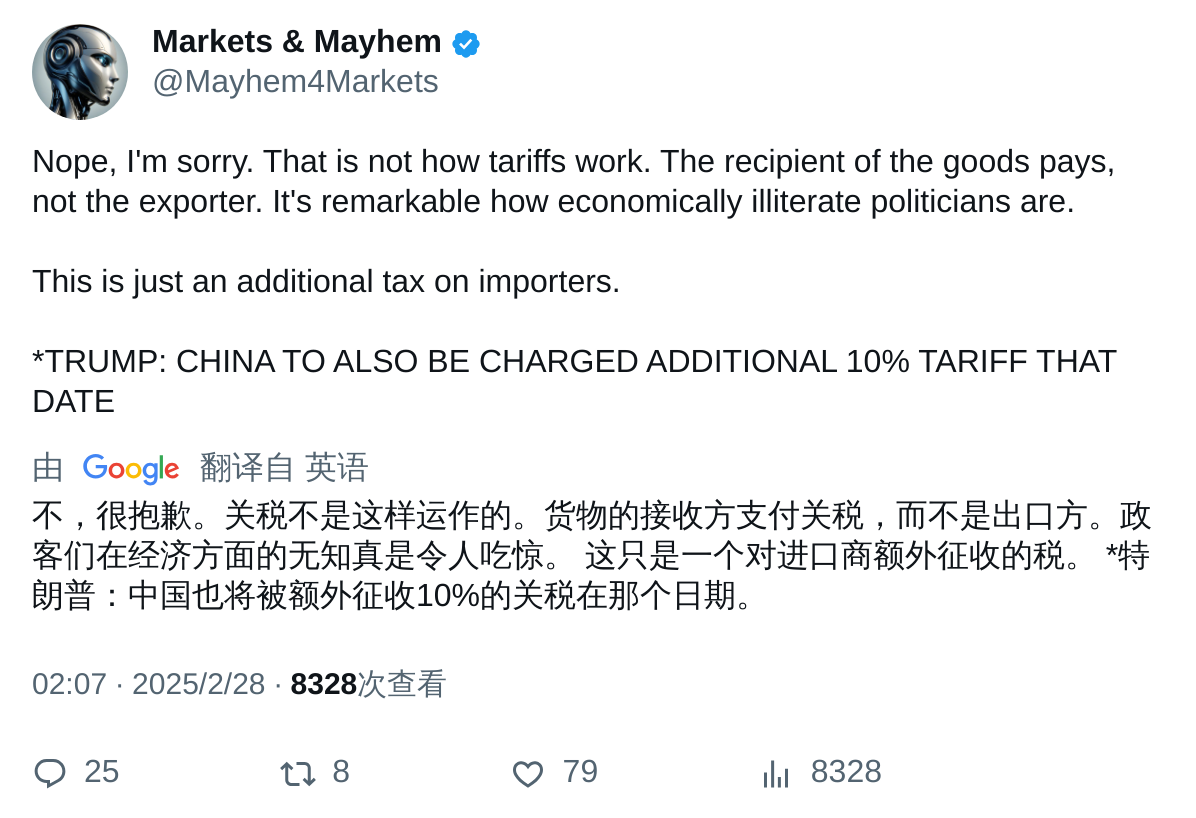 Markets & Mayhem
@Mayhem4Markets
Nope, I'm sorry. That is not how tariffs work. The recipient of the goods pays,
not the exporter. It's remarkable how economically illiterate politicians are.
This is just an additional tax on importers.
*TRUMP: CHINA TO ALSO BE CHARGED ADDITIONAL 10% TARIFF THAT
DATE
由 Google 翻译自 英语
不，很抱歉。关税不是这样运作的。货物的接收方支付关税，而不是出口方。政
客们在经济方面的无知真是令人吃惊。 这只是一个对进口商额外征收的税。 *特
朗普：中国也将被额外征收10%的关税在那个日期。
02:07 · 2025/2/28 · 8328次查看
25 8 79 8328